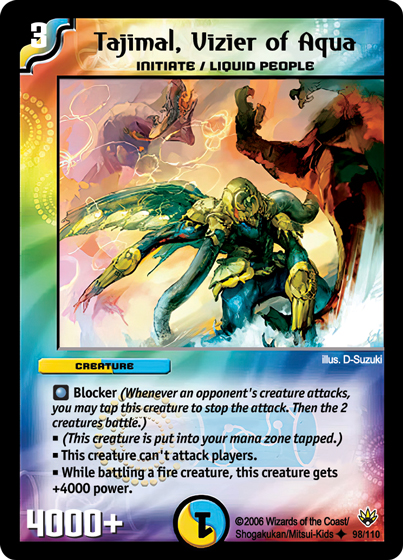 3
Tajimal, Vizier of Aqua
INITIATE / LIQUID PEOPLE
illus. D-Suzuki
CREATURE
Blocker (Whenever an opponent's creature attacks,
you may tap this creature to stop the attack. Then the 2
creatures battle.)
▪ (This creature is put into your mana zone tapped.)
▪ This creature can't attack players.
▪ While battling a fire creature, this creature gets
+4000 power.
4000+
1
©2006 Wizards of the Coast/
Shogakukan/Mitsui-Kids ♦ 98/110